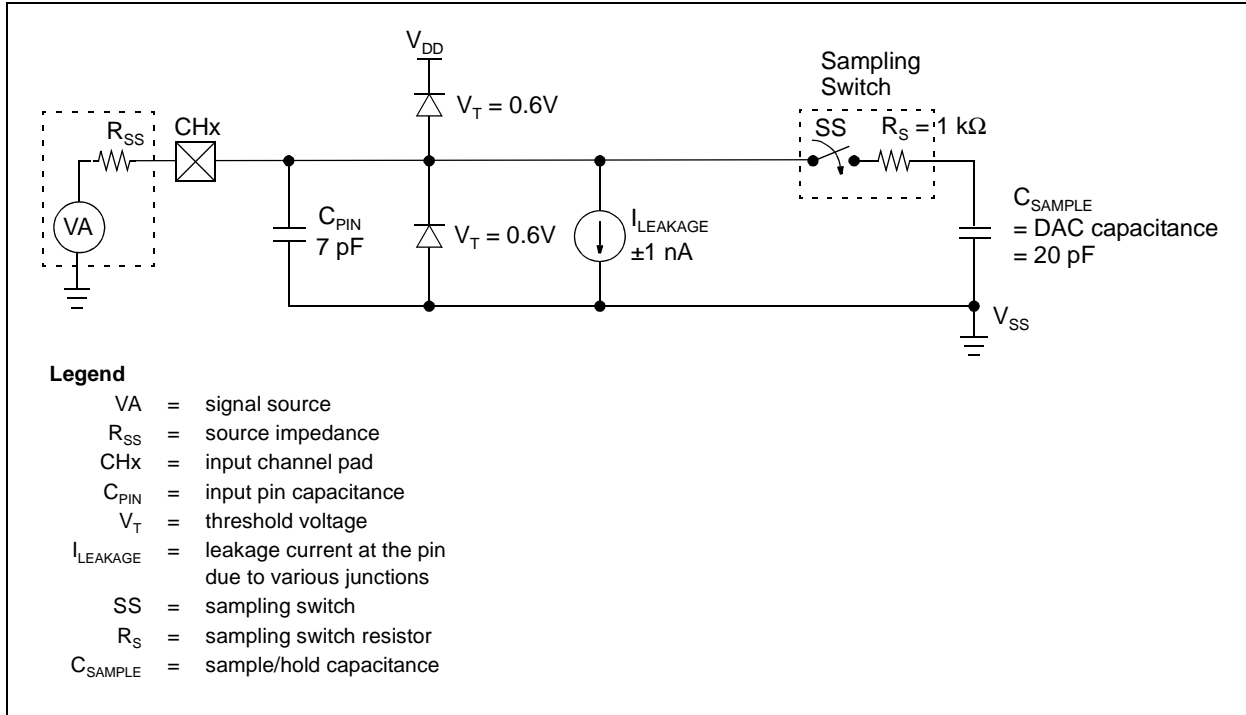 V_DD
Sampling
Switch
R_SS
CHx
V_T = 0.6V
SS
R_S = 1 kΩ
VA
C_PIN
7 pF
V_T = 0.6V
I_LEAKAGE
±1 nA
C_SAMPLE
= DAC capacitance
= 20 pF
V_SS
Legend
VA = signal source
R_SS = source impedance
CHx = input channel pad
C_PIN = input pin capacitance
V_T = threshold voltage
I_LEAKAGE = leakage current at the pin
due to various junctions
SS = sampling switch
R_S = sampling switch resistor
C_SAMPLE = sample/hold capacitance